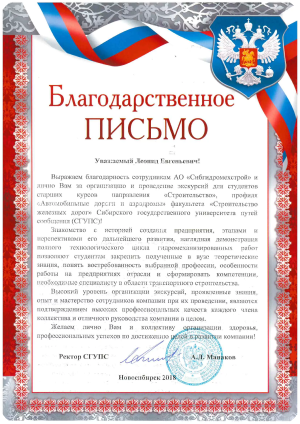 Благодарственное
ПИСЬМО
Уважаемый Леонид Евгеньевич!
Выражаем благодарность сотрудникам АО «Сибгидромехстрой» и
лично Вам за организацию и проведение экскурсий для студентов
старших курсов направления «Строительство», профиля
«Автомобильные дороги и аэродромы» факультета «Строительство
железных дорог» Сибирского государственного университета путей
сообщения (СГУПС)!
Знакомство с историей создания предприятия, этапами и
перспективами его дальнейшего развития, наглядная демонстрация
полного технологического цикла гидромеханизированных работ
позволяют студентам закрепить полученные в вузе теоретические
знания, понять востребованность выбранной профессии, особенности
работы на предприятиях отрасли и сформировать компетенции,
необходимые специалисту в области транспортного строительства.
Высокий уровень организации экскурсий, проявленные знания,
опыт и мастерство сотрудников компании при их проведении, являются
подтверждением высоких профессиональных качеств каждого члена
коллектива и отличного руководства компании в целом.
Желаем лично Вам и коллективу организации здоровья,
профессиональных успехов по достижению целей и развития компании!
Ректор СГУПС
А.Л. Манаков
Новосибирск 2018